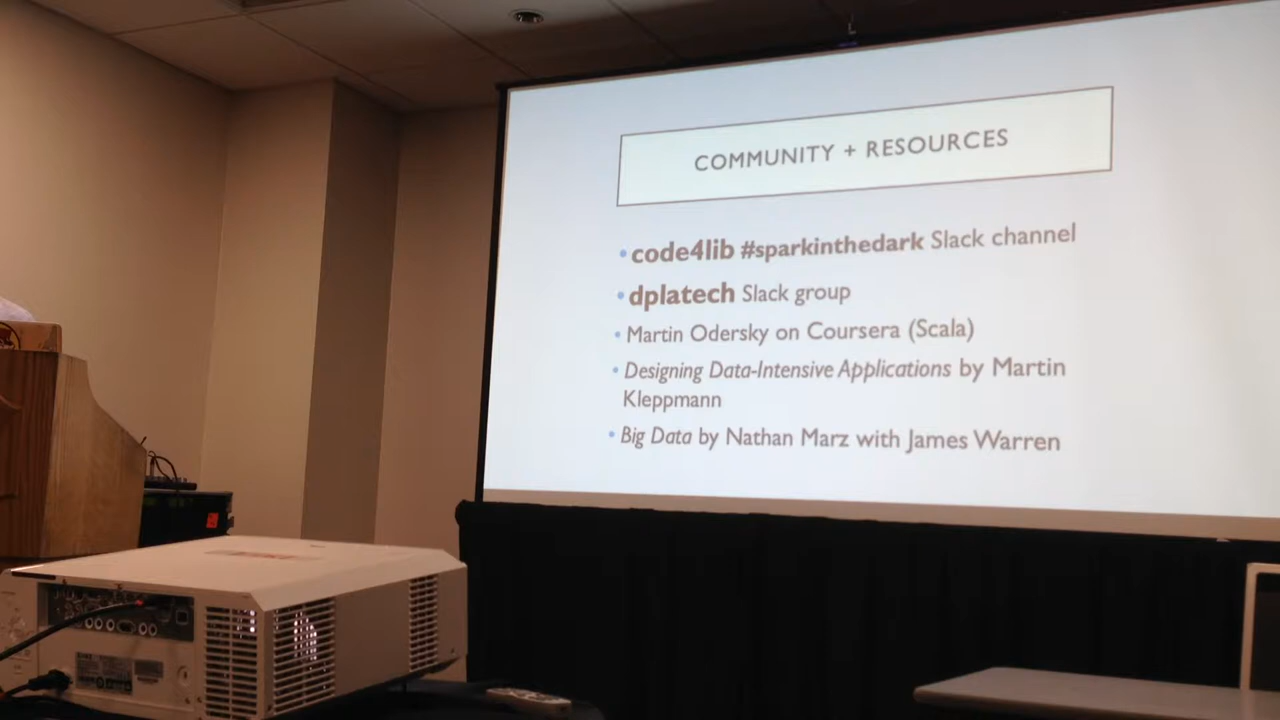 COMMUNITY + RESOURCES
• code4lib #sparkinthedark Slack channel
• dplatech Slack group
• Martin Odersky on Coursera (Scala)
• Designing Data-Intensive Applications by Martin
Kleppmann
• Big Data by Nathan Marz with James Warren